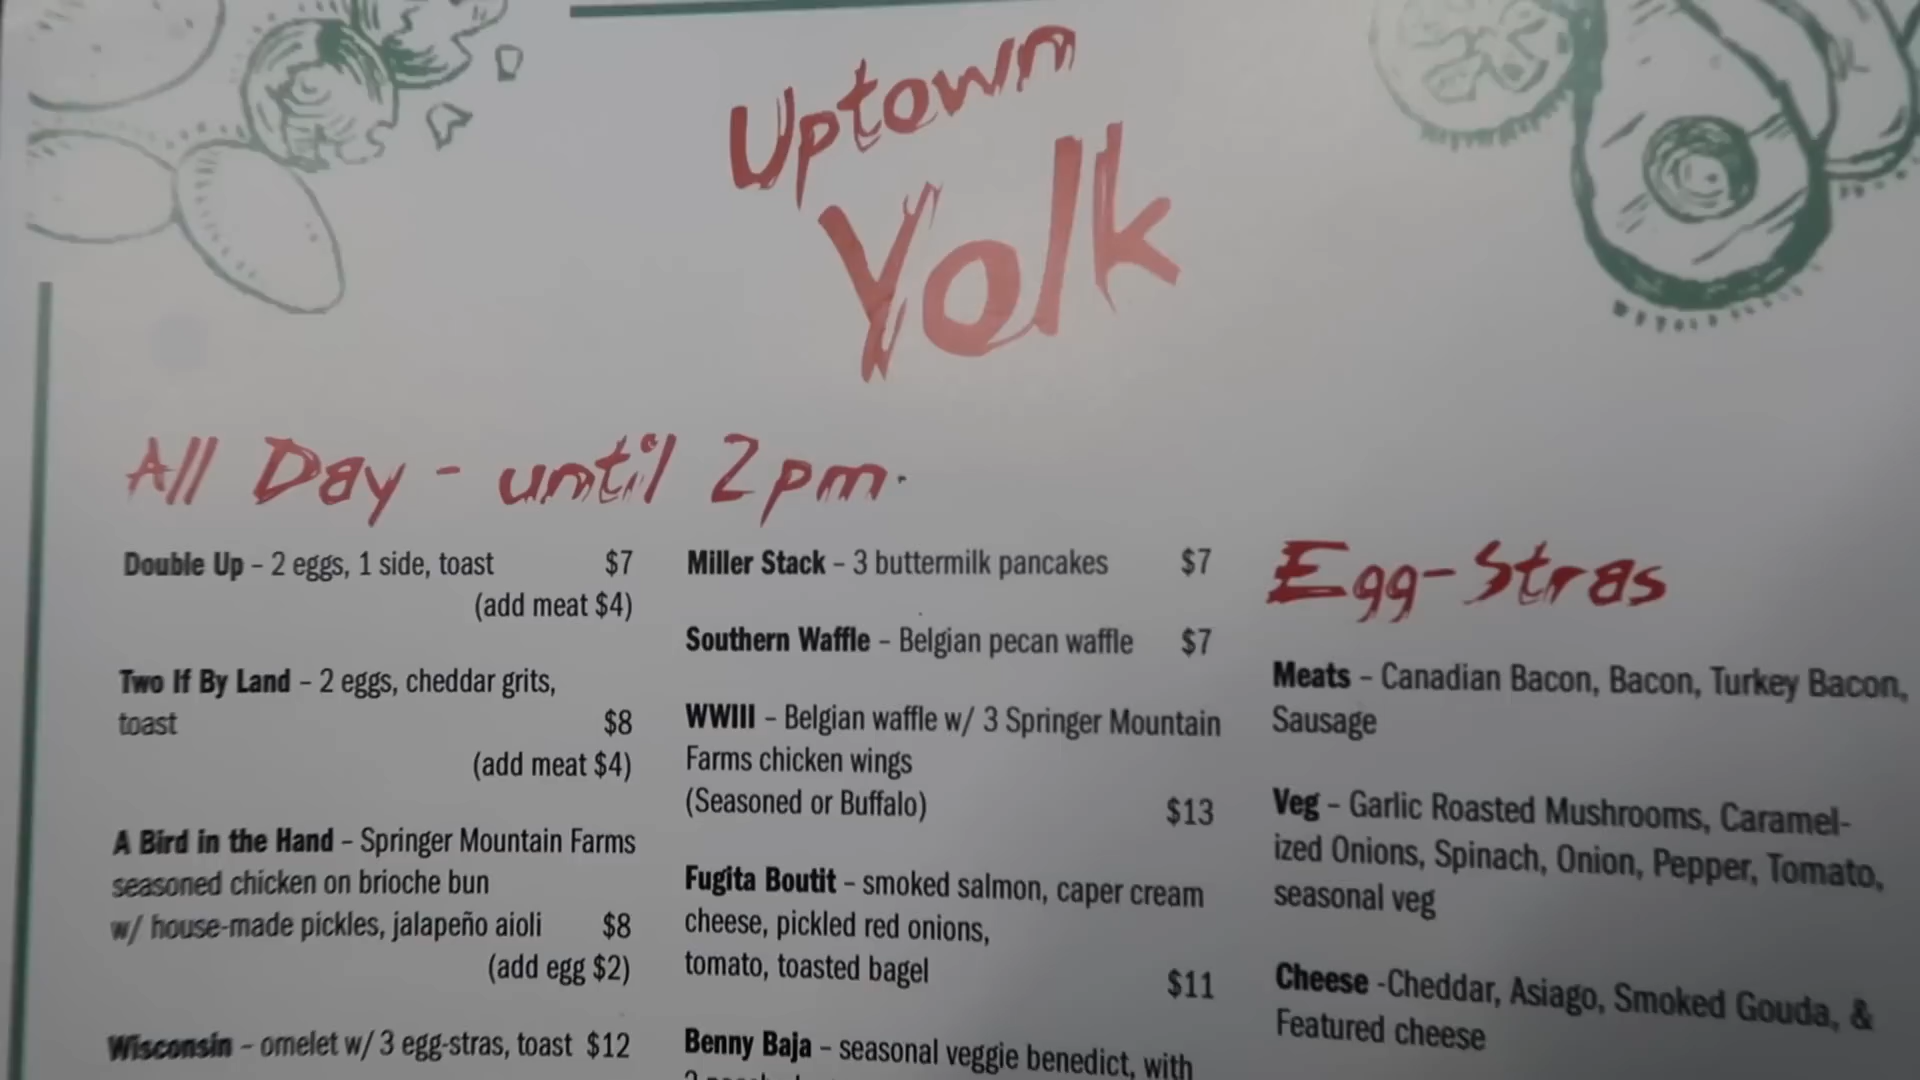 Uptown
Yolk
All Day - until 2pm
Double Up – 2 eggs, 1 side, toast $7
(add meat $4)
Two If By Land – 2 eggs, cheddar grits,
toast $8
(add meat $4)
A Bird in the Hand – Springer Mountain Farms
seasoned chicken on brioche bun
w/ house-made pickles, jalapeño aioli $8
(add egg $2)
Wisconsin – omelet w/ 3 egg-stras, toast $12
Miller Stack – 3 buttermilk pancakes $7
Southern Waffle – Belgian pecan waffle $7
WWIII – Belgian waffle w/ 3 Springer Mountain
Farms chicken wings
(Seasoned or Buffalo) $13
Fugita Boutit – smoked salmon, caper cream
cheese, pickled red onions,
tomato, toasted bagel $11
Benny Baja – seasonal veggie benedict, with
Egg-Stras
Meats – Canadian Bacon, Bacon, Turkey Bacon,
Sausage
Veg – Garlic Roasted Mushrooms, Caramel-
ized Onions, Spinach, Onion, Pepper, Tomato,
seasonal veg
Cheese -Cheddar, Asiago, Smoked Gouda, &
Featured cheese